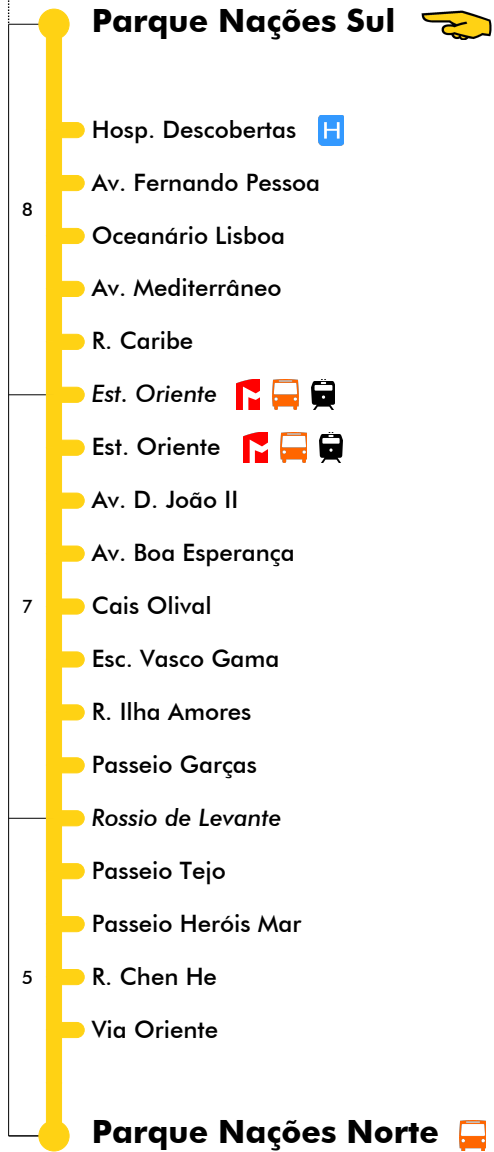 Parque Nações Sul
Hosp. Descobertas H
Av. Fernando Pessoa
8
Oceanário Lisboa
Av. Mediterrâneo
R. Caribe
Est. Oriente
Est. Oriente
Av. D. João II
Av. Boa Esperança
7 Cais Olival
Esc. Vasco Gama
R. Ilha Amores
Passeio Garças
Rossio de Levante
Passeio Tejo
Passeio Heróis Mar
5 R. Chen He
Via Oriente
Parque Nações Norte